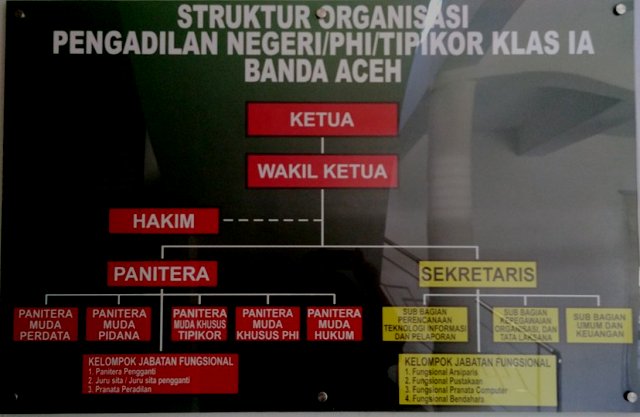 STRUKTUR ORGANISASI
PENGADILAN NEGERI/PHI/TIPIKOR KLAS IA
BANDA ACEH
KETUA
WAKIL KETUA
HAKIM
PANITERA
SEKRETARIS
PANITERA
MUDA
PERDATA
PANITERA
MUDA
PIDANA
PANITERA
MUDA KHUSUS
TIPIKOR
PANITERA
MUDA
KHUSUS PHI
PANITERA
MUDA
HUKUM
SUB BAGIAN
PERENCANAAN
TEKNOLOGI INFORMASI
DAN PELAPORAN
SUB BAGIAN
KEPEGAWAIAN
ORGANISASI, DAN
TATA LAKSANA
SUB BAGIAN
UMUM DAN
KEUANGAN
KELOMPOK JABATAN FUNGSIONAL
1. Panitera Pengganti
2. Juru sita / Juru sita pengganti
3. Pranata Peradilan
KELOMPOK JABATAN FUNGSIONAL
1. Fungsional Arsiparis
2. Fungsional Pustakaan
3. Fungsional Pranata Computer
4. Fungsional Bendahara